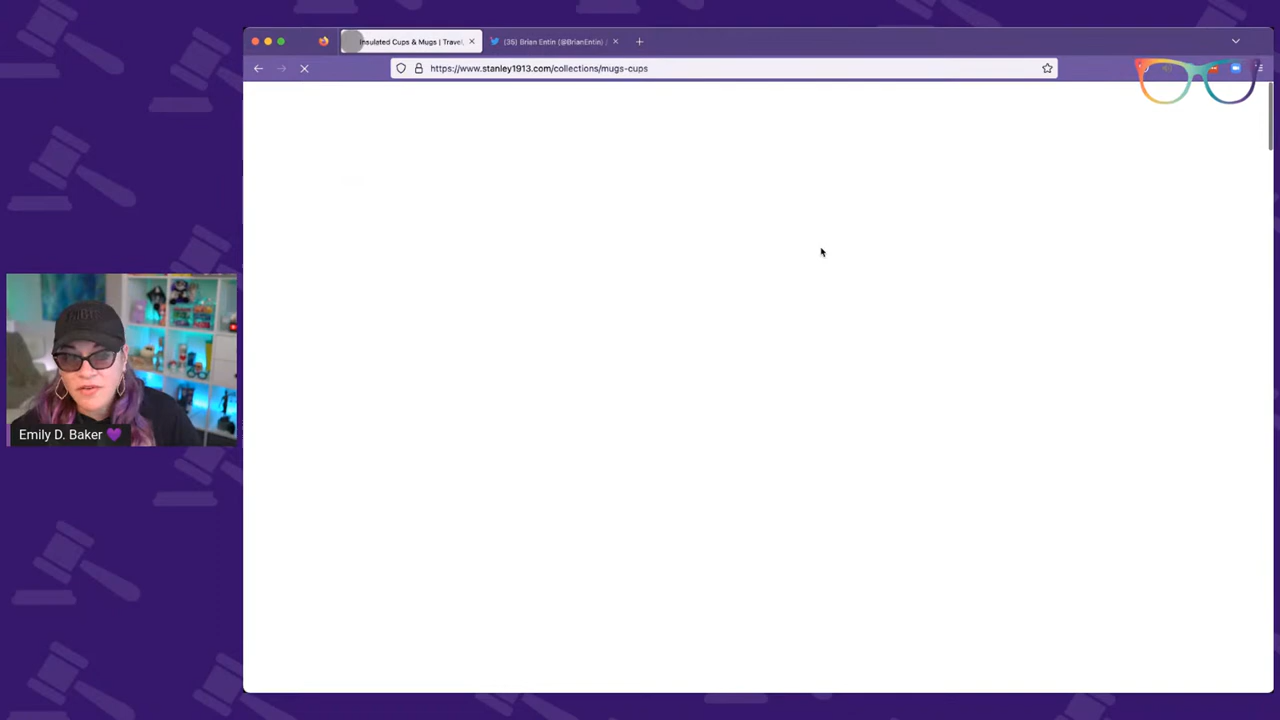 Insulated Cups & Mugs | Travel,
(35) Brian Entin (@BrianEntin) /
https://www.stanley1913.com/collections/mugs-cups
Emily D. Baker 💜